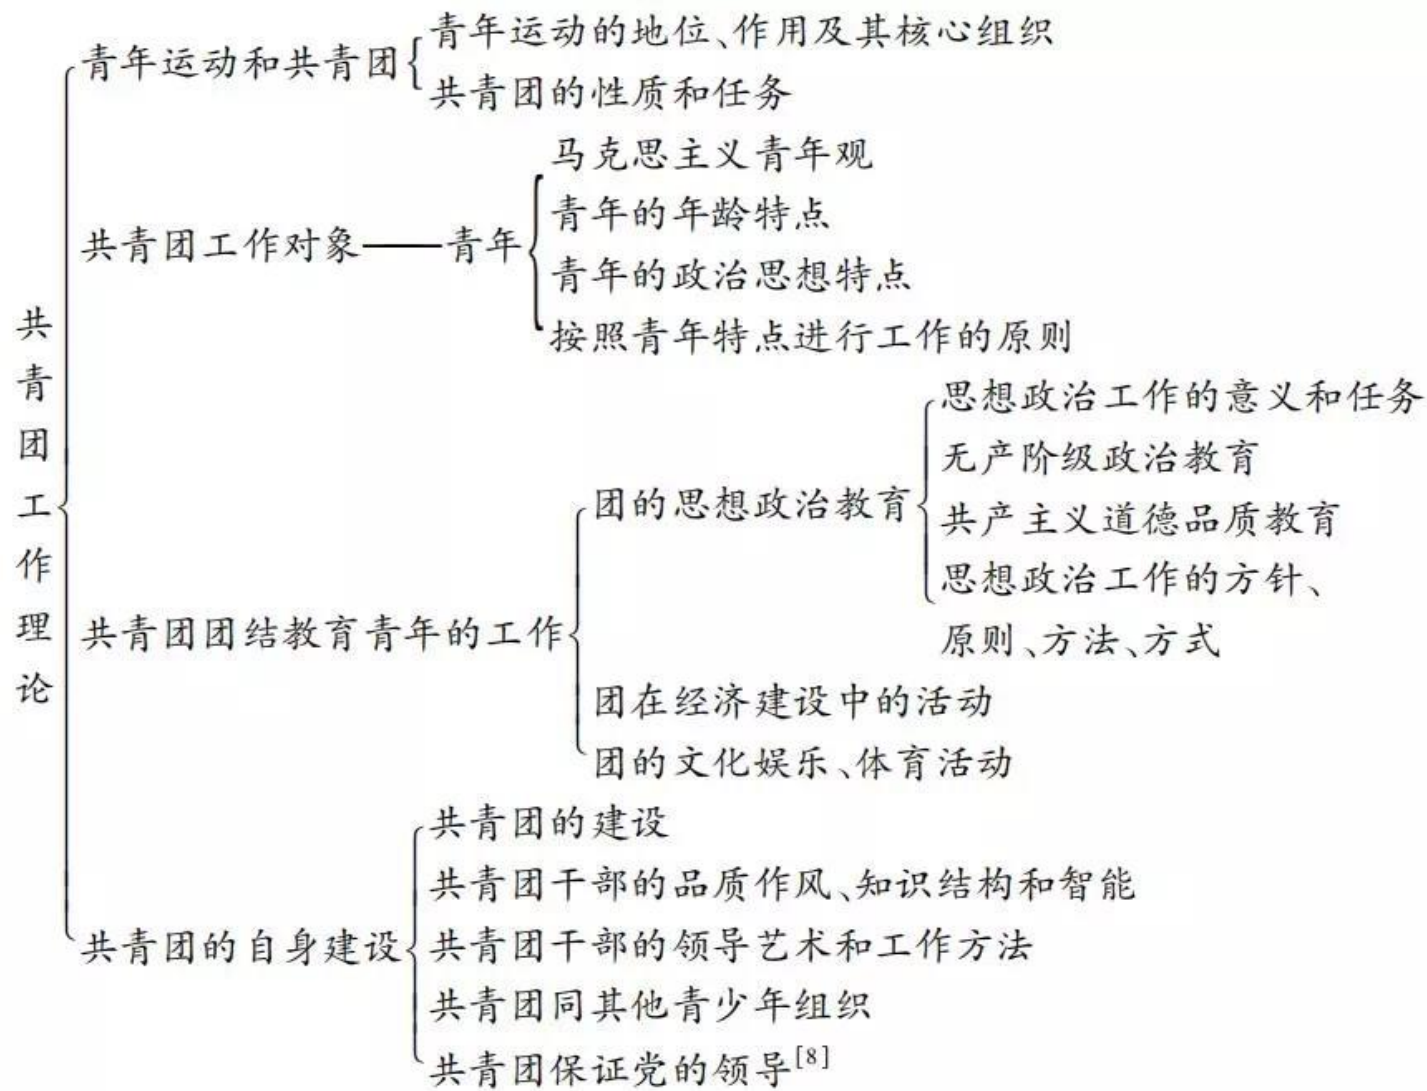 共青团工作理论
青年运动和共青团
青年运动的地位、作用及其核心组织
共青团的性质和任务
共青团工作对象——青年
马克思主义青年观
青年的年龄特点
青年的政治思想特点
按照青年特点进行工作的原则
共青团团结教育青年的工作
团的思想政治教育
思想政治工作的意义和任务
无产阶级政治教育
共产主义道德品质教育
思想政治工作的方针、
原则、方法、方式
团在经济建设中的活动
团的文化娱乐、体育活动
共青团的自身建设
共青团的建设
共青团干部的品质作风、知识结构和智能
共青团干部的领导艺术和工作方法
共青团同其他青少年组织
共青团保证党的领导[8]